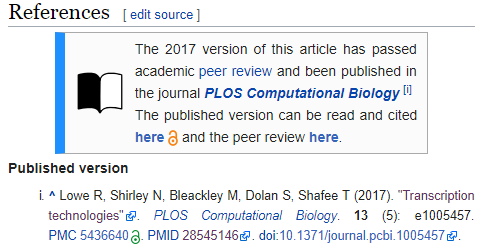 References [ edit source ]
The 2017 version of this article has passed
academic peer review and been published in
the journal PLOS Computational Biology [i]
The published version can be read and cited
here and the peer review here.
Published version
i. ^ Lowe R, Shirley N, Bleackley M, Dolan S, Shafee T (2017). "Transcription
technologies". PLOS Computational Biology. 13 (5): e1005457.
PMC 5436640. PMID 28545146. doi:10.1371/journal.pcbi.1005457.